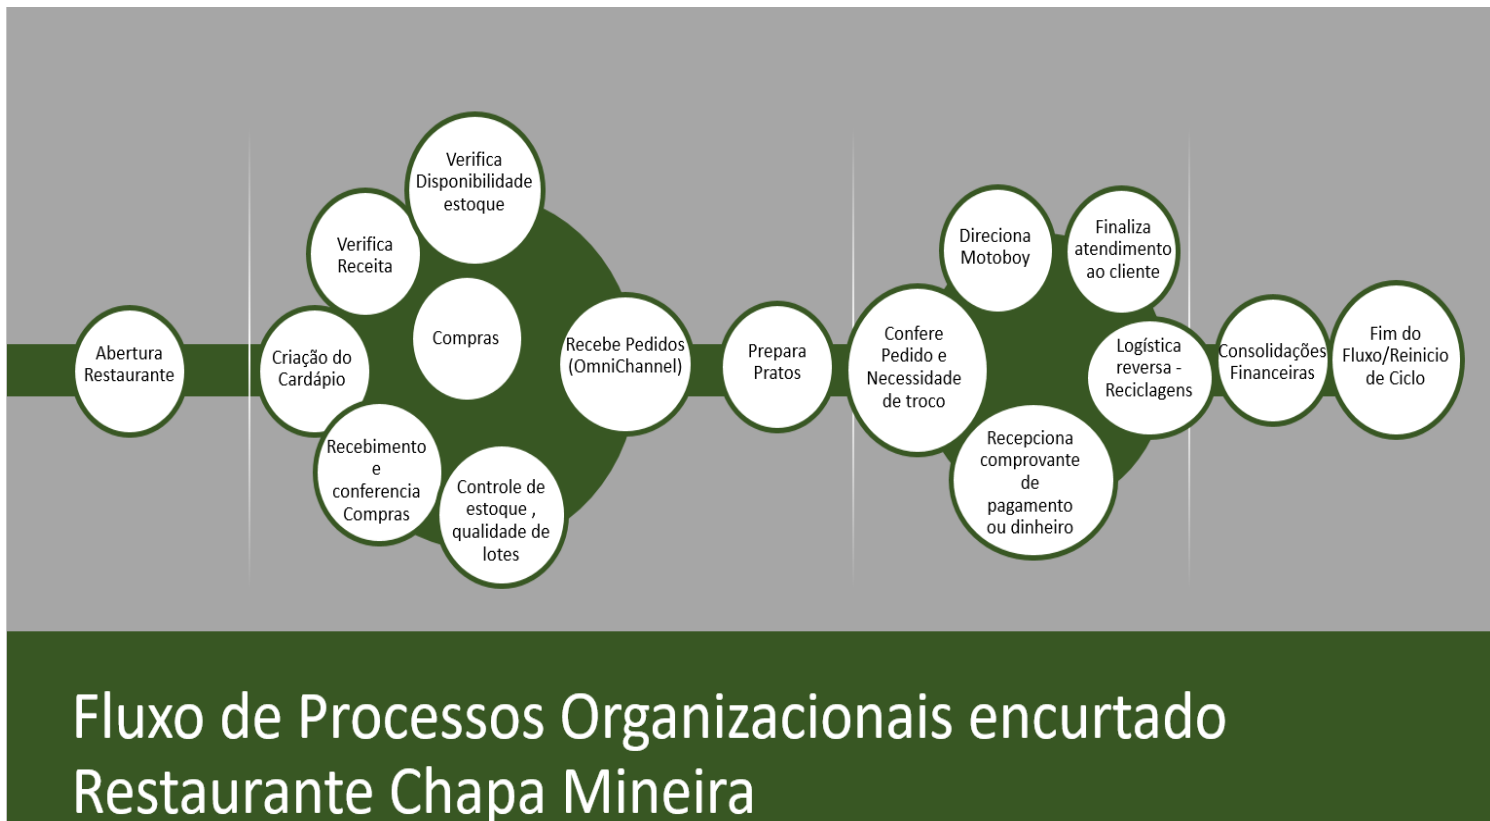 Abertura
Restaurante
Criação do
Cardápio
Verifica
Receita
Verifica
Disponibilidade
estoque
Compras
Recebimento
e
conferencia
Compras
Controle de
estoque ,
qualidade de
lotes
Recebe Pedidos
(OmniChannel)
Prepara
Pratos
Confere
Pedido e
Necessidade
de troco
Direciona
Motoboy
Finaliza
atendimento
ao cliente
Recepciona
comprovante
de
pagamento
ou dinheiro
Logística
reversa -
Reciclagens
Consolidações
Financeiras
Fim do
Fluxo/Reinicio
de Ciclo
Fluxo de Processos Organizacionais encurtado
Restaurante Chapa Mineira